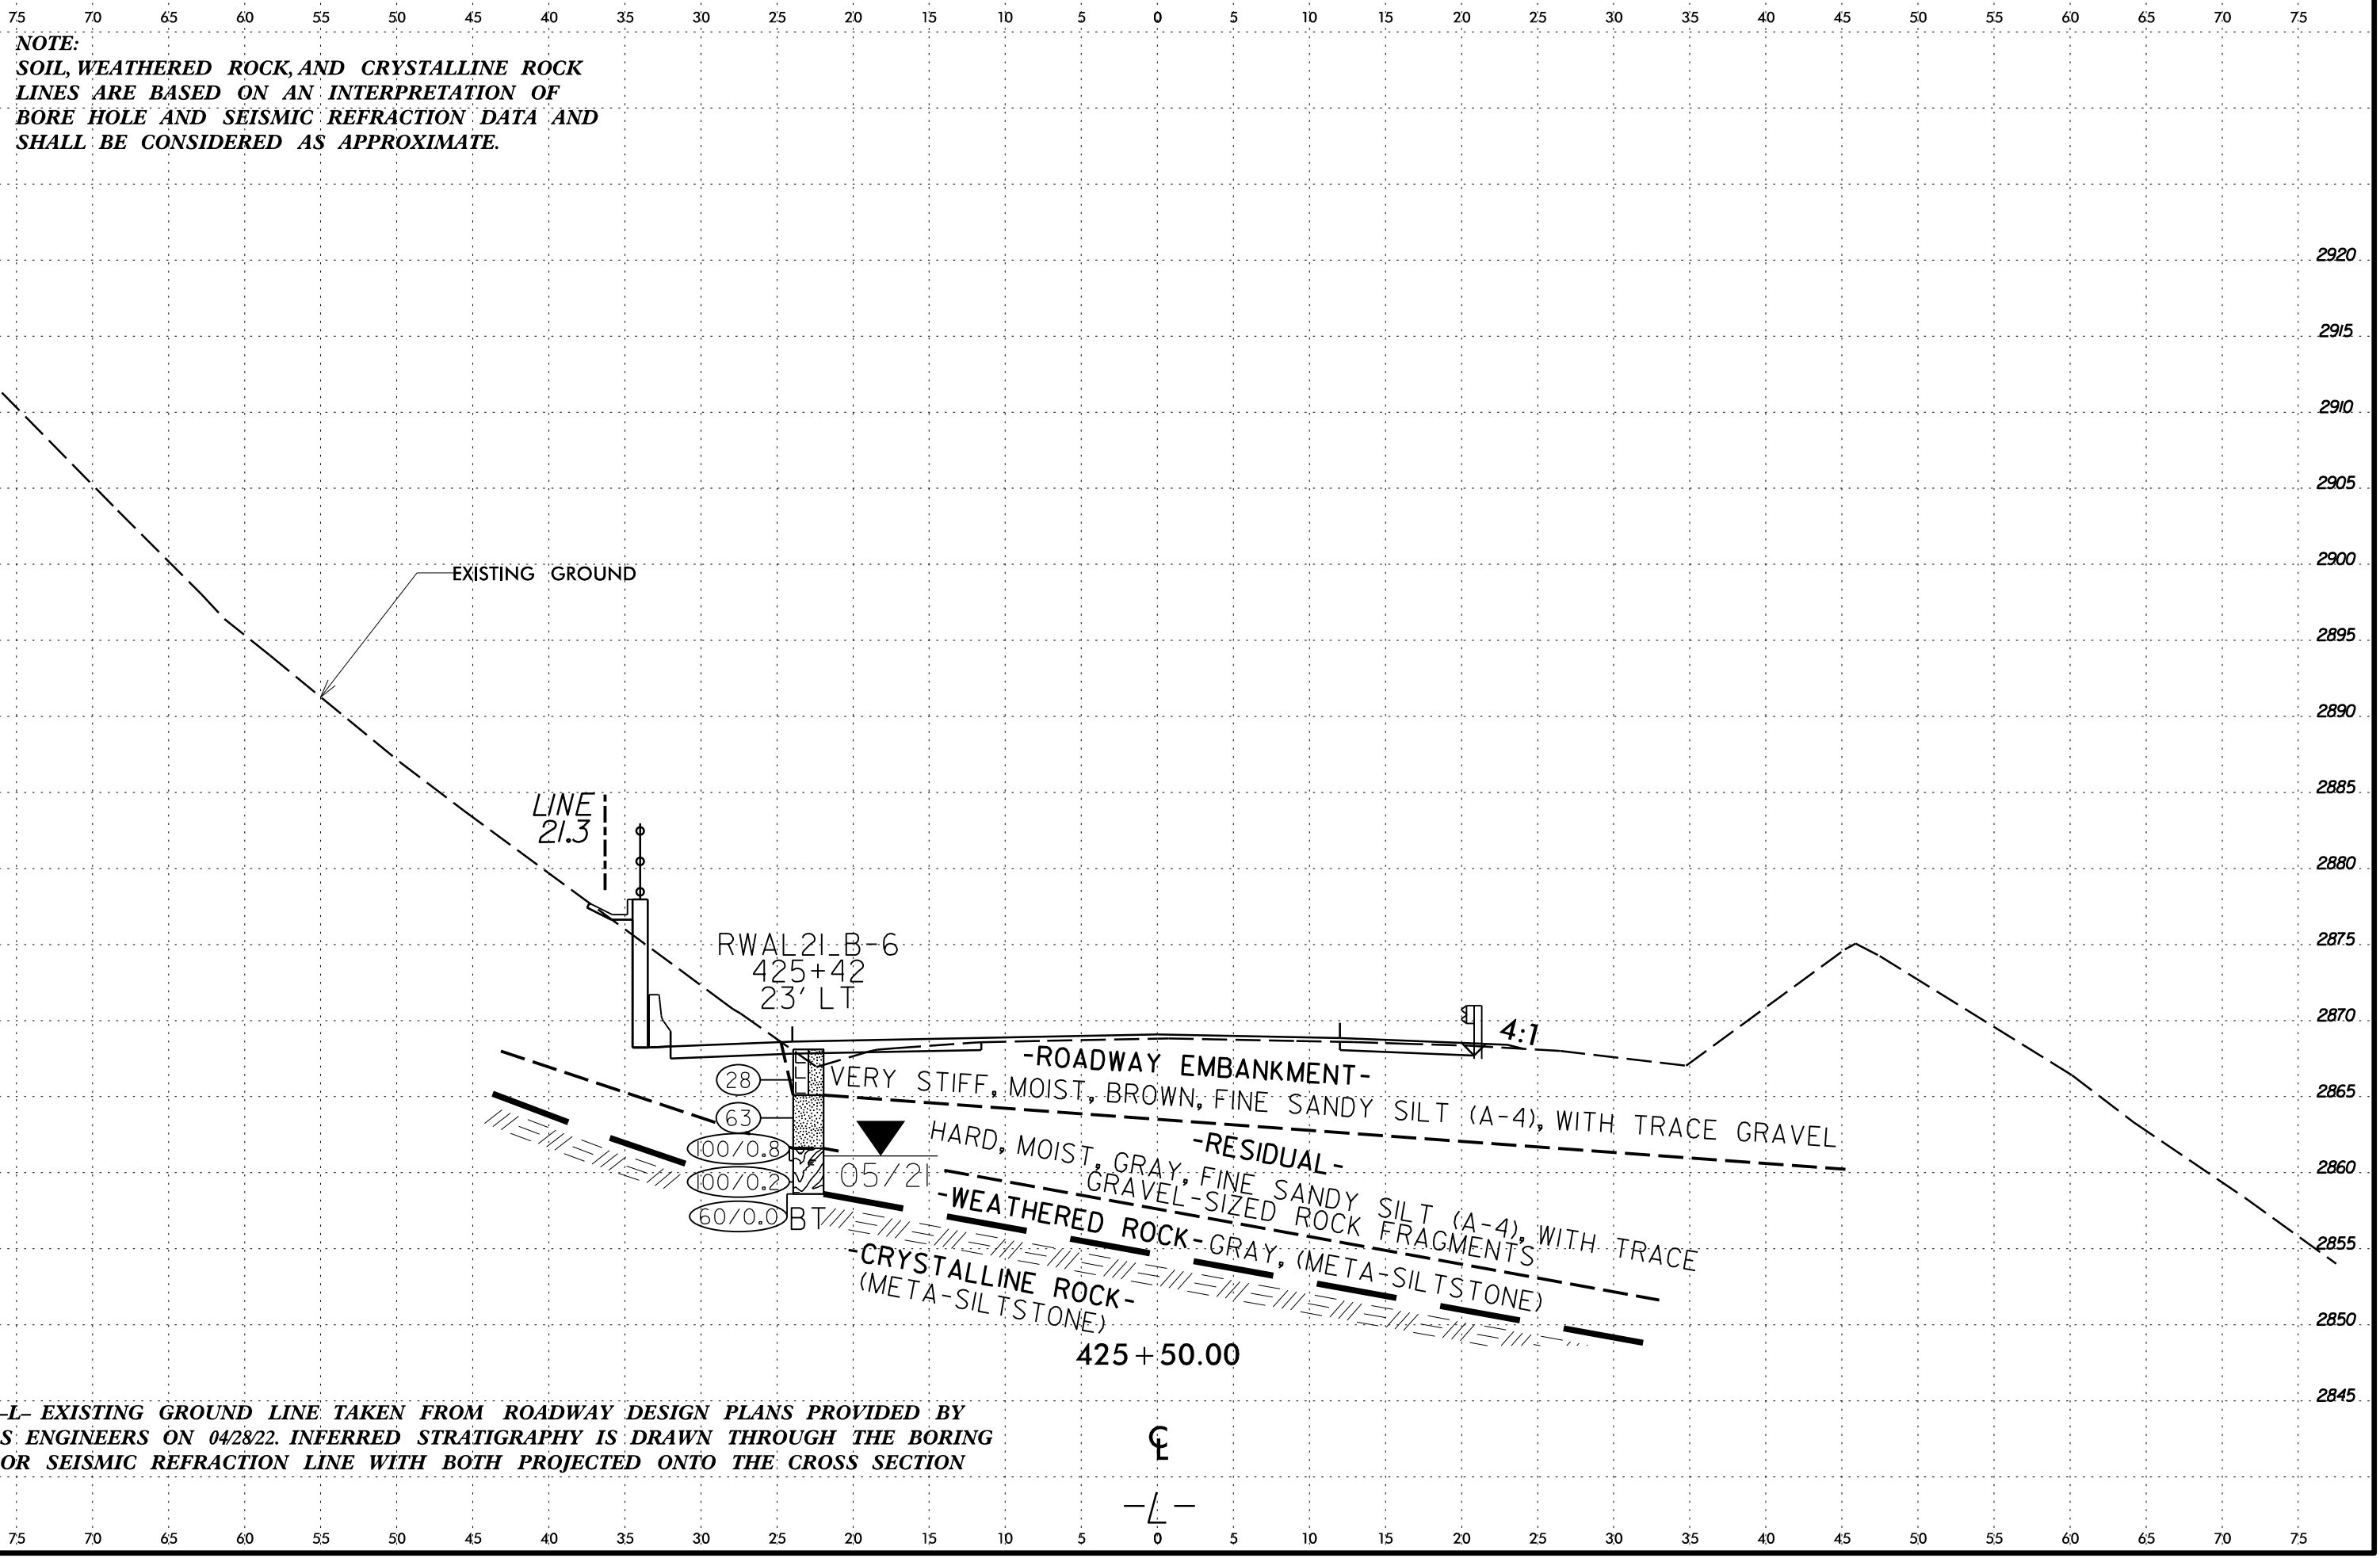 75 70 65 60 55 50 45 40 35 30 25 20 15 10 5 0 5 10 15 20 25 30 35 40 45 50 55 60 65 70 75
NOTE:
SOIL, WEATHERED ROCK, AND CRYSTALLINE ROCK
LINES ARE BASED ON AN INTERPRETATION OF
BORE HOLE AND SEISMIC REFRACTION DATA AND
SHALL BE CONSIDERED AS APPROXIMATE.
2920
2915
2910
2905
2900
EXISTING GROUND
2895
2890
2885
LINE
21.3
2880
2875
RWAL21_B-6
425+42
23' LT
2870
4:1
-ROADWAY EMBANKMENT-
VERY STIFF, MOIST, BROWN, FINE SANDY SILT (A-4), WITH TRACE GRAVEL
28
L
2865
63
-RESIDUAL-
HARD, MOIST, GRAY, FINE SANDY SILT (A-4), WITH TRACE
GRAVEL-SIZED ROCK FRAGMENTS
100/0.8
05/21
2860
100/0.2
-WEATHERED ROCK- GRAY, (META-SILTSTONE)
60/0.0
BT
2855
-CRYSTALLINE ROCK-
(META-SILTSTONE)
2850
425+50.00
2845
-L- EXISTING GROUND LINE TAKEN FROM ROADWAY DESIGN PLANS PROVIDED BY
S ENGINEERS ON 04/28/22. INFERRED STRATIGRAPHY IS DRAWN THROUGH THE BORING
OR SEISMIC REFRACTION LINE WITH BOTH PROJECTED ONTO THE CROSS SECTION
℄
-L-
75 70 65 60 55 50 45 40 35 30 25 20 15 10 5 0 5 10 15 20 25 30 35 40 45 50 55 60 65 70 75